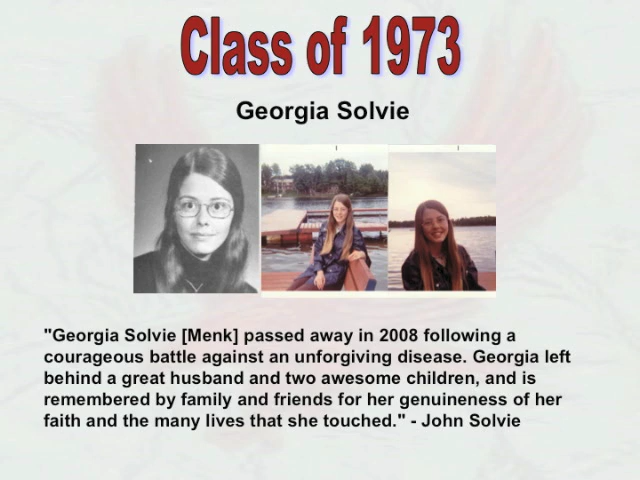 Class of 1973
Georgia Solvie
"Georgia Solvie [Menk] passed away in 2008 following a
courageous battle against an unforgiving disease. Georgia left
behind a great husband and two awesome children, and is
remembered by family and friends for her genuineness of her
faith and the many lives that she touched." - John Solvie